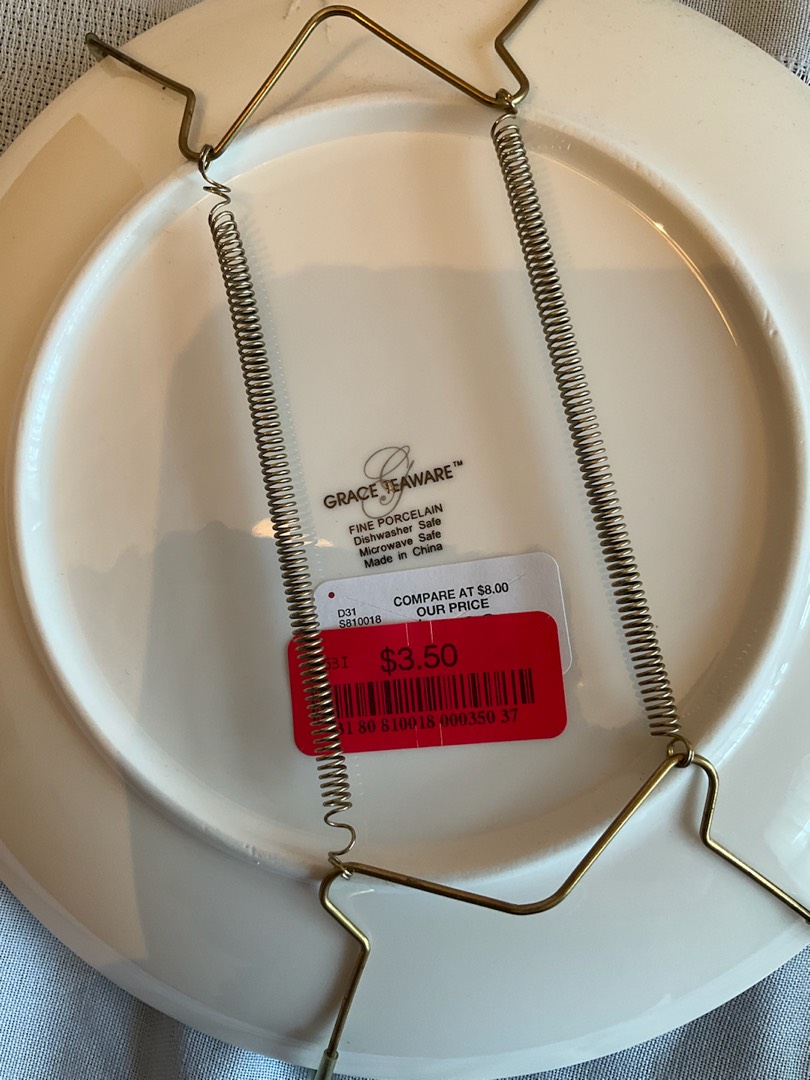 G
GRACE TEAWARE™
FINE PORCELAIN
Dishwasher Safe
Microwave Safe
Made in China
COMPARE AT $8.00
D31
OUR PRICE
S810018
$3.50
80 810018 000350 37